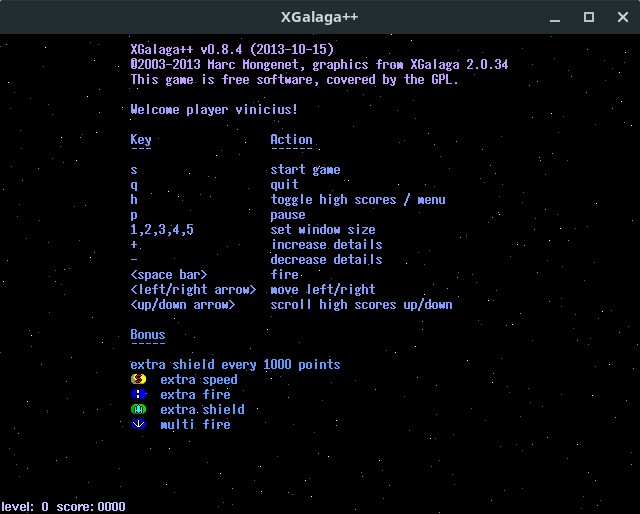 XGalaga++
XGalaga++ v0.8.4 (2013-10-15)
©2003-2013 Marc Mongenet, graphics from XGalaga 2.0.34
This game is free software, covered by the GPL.
Welcome player vinicius!
Key Action
--- ------
s start game
q quit
h toggle high scores / menu
p pause
1,2,3,4,5 set window size
+ increase details
- decrease details
<space bar> fire
<left/right arrow> move left/right
<up/down arrow> scroll high scores up/down
Bonus
-----
extra shield every 1000 points
extra speed
extra fire
extra shield
multi fire
level: 0 score:0000